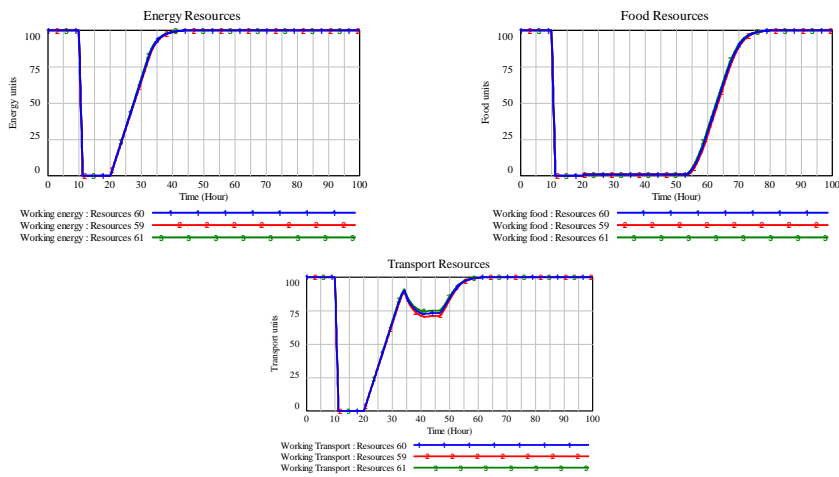 Energy Resources
100
75
50
25
0
Energy units
0 10 20 30 40 50 60 70 80 90 100
Time (Hour)
Working energy : Resources 60
Working energy : Resources 59
Working energy : Resources 61
Food Resources
100
75
50
25
0
Food units
0 10 20 30 40 50 60 70 80 90 100
Time (Hour)
Working food : Resources 60
Working food : Resources 59
Working food : Resources 61
Transport Resources
100
75
50
25
0
Transport units
0 10 20 30 40 50 60 70 80 90 100
Time (Hour)
Working Transport : Resources 60
Working Transport : Resources 59
Working Transport : Resources 61